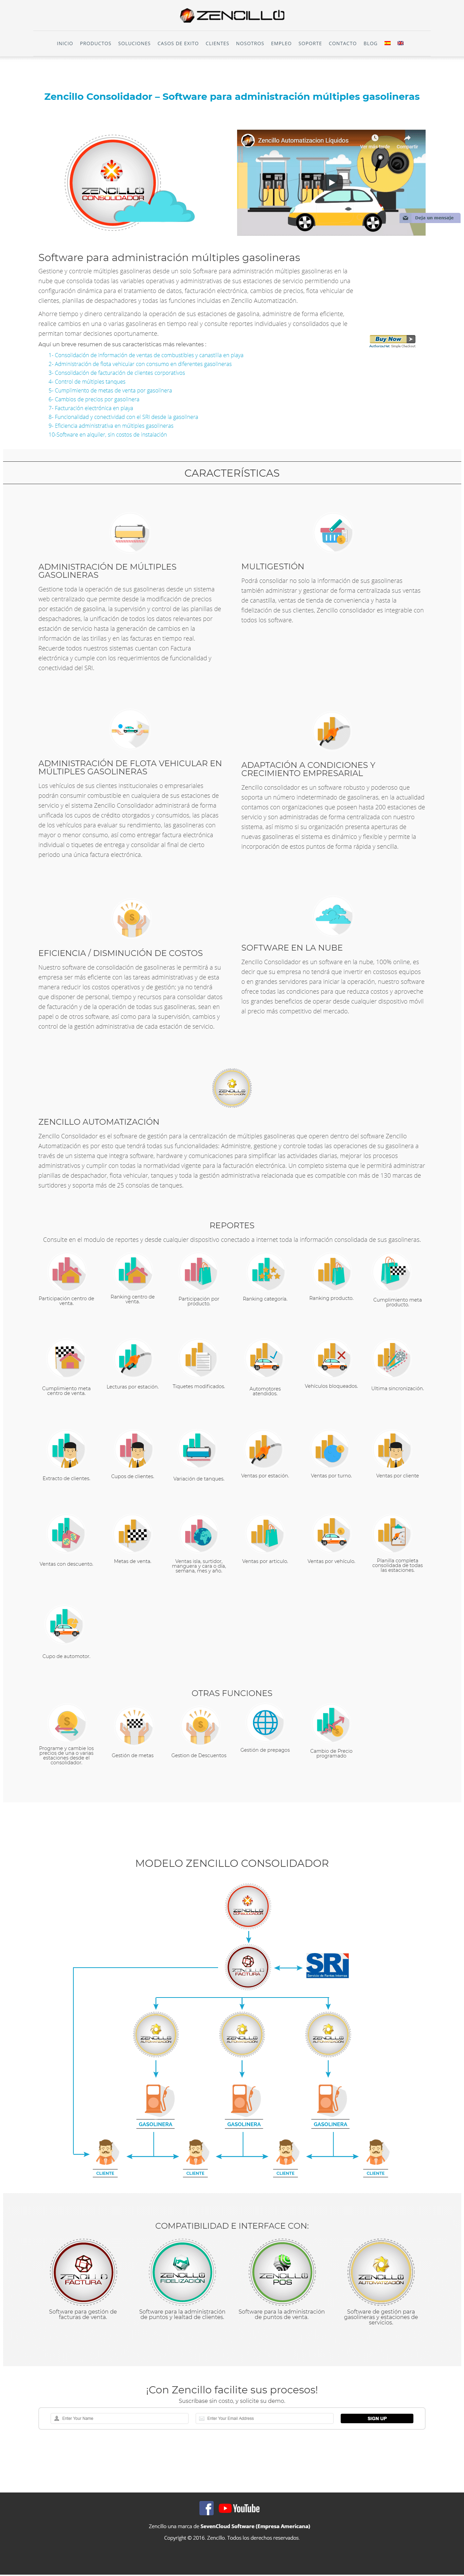 ZENCILLO
INICIO PRODUCTOS SOLUCIONES CASOS DE EXITO CLIENTES NOSOTROS EMPLEO SOPORTE CONTACTO BLOG
Zencillo Consolidador – Software para administración múltiples gasolineras
ZENCILLO
CONSOLIDADOR
Zencillo Automatizacion Liquidos
Ver más tarde
Compartir
Deja un mensaje
Software para administración múltiples gasolineras
Gestione y controle múltiples gasolineras desde un solo Software para administración múltiples gasolineras en la nube que consolida todas las variables operativas y administrativas de sus estaciones de servicio permitiendo una configuración dinámica para el tratamiento de datos, facturación electrónica, cambios de precios, flota vehicular de clientes, planillas de despachadores y todas las funciones incluidas en Zencillo Automatización.
Ahorre tiempo y dinero centralizando la operación de sus estaciones de gasolina, administre de forma eficiente, realice cambios en una o varias gasolineras en tiempo real y consulte reportes individuales y consolidados que le permitan tomar decisiones oportunamente.
Buy Now
Aquí un breve resumen de sus características más relevantes:
1- Consolidación de información de ventas de combustibles y canastilla en playa
2- Administración de flota vehicular con consumo en diferentes gasolineras
3- Consolidación de facturación de clientes corporativos
4- Control de múltiples tanques
5- Cumplimiento de metas de venta por gasolinera
6- Cambios de precios por gasolinera
7- Facturación electrónica en playa
8- Funcionalidad y conectividad con el SRI desde la gasolinera
9- Eficiencia administrativa en múltiples gasolineras
10-Software en alquiler, sin costos de instalación
CARACTERÍSTICAS
ADMINISTRACIÓN DE MÚLTIPLES GASOLINERAS
Gestione toda la operación de sus gasolineras desde un sistema web centralizado que permite desde la modificación de precios por estación de gasolina, la supervisión y control de las planillas de despachadores, la unificación de todos los datos relevantes por estación de servicio hasta la generación de cambios en la información de las tirillas y en las facturas en tiempo real. Recuerde todos nuestros sistemas cuentan con Factura electrónica y cumple con los requerimientos de funcionalidad y conectividad del SRI.
MULTIGESTIÓN
Podrá consolidar no solo la información de sus gasolineras también administrar y gestionar de forma centralizada sus ventas de canastilla, ventas de tienda de conveniencia y hasta la fidelización de sus clientes, Zencillo consolidador es integrable con todos los software.
ADMINISTRACIÓN DE FLOTA VEHICULAR EN MÚLTIPLES GASOLINERAS
Los vehículos de sus clientes institucionales o empresariales podrán consumir combustible en cualquiera de sus estaciones de servicio y el sistema Zencillo Consolidador administrará de forma unificada los cupos de crédito otorgados y consumidos, las placas de los vehículos para evaluar su rendimiento, las gasolineras con mayor o menor consumo, así como entregar factura electrónica individual o tiquetes de entrega y consolidar al final de cierto periodo una única factura electrónica.
ADAPTACIÓN A CONDICIONES Y CRECIMIENTO EMPRESARIAL
Zencillo consolidador es un software robusto y poderoso que soporta un número indeterminado de gasolineras, en la actualidad contamos con organizaciones que poseen hasta 200 estaciones de servicio y son administradas de forma centralizada con nuestro sistema, así mismo si su organización presenta aperturas de nuevas gasolineras el sistema es dinámico y flexible y permite la incorporación de estos puntos de forma rápida y sencilla.
EFICIENCIA / DISMINUCIÓN DE COSTOS
Nuestro software de consolidación de gasolineras le permitirá a su empresa ser más eficiente con las tareas administrativas y de esta manera reducir los costos operativos y de gestión; ya no tendrá que disponer de personal, tiempo y recursos para consolidar datos de facturación y de la operación de todas sus gasolineras, sean en papel o de otros software, así como para la supervisión, cambios y control de la gestión administrativa de cada estación de servicio.
SOFTWARE EN LA NUBE
Zencillo Consolidador es un software en la nube, 100% online, es decir que su empresa no tendrá que invertir en costosos equipos o en grandes servidores para iniciar la operación, nuestro software ofrece todas las condiciones para que reduzca costos y aproveche los grandes beneficios de operar desde cualquier dispositivo móvil al precio más competitivo del mercado.
ZENCILLO AUTOMATIZACIÓN
Zencillo Consolidador es el software de gestión para la centralización de múltiples gasolineras que operen dentro del software Zencillo Automatización es por esto que tendrá todas sus funcionalidades; Administre, gestione y controle todas las operaciones de su gasolinera a través de un sistema que integra software, hardware y comunicaciones para simplificar las actividades diarias, mejorar los procesos administrativos y cumplir con todas la normatividad vigente para la facturación electrónica. Un completo sistema que le permitirá administrar planillas de despachador, flota vehicular, tanques y toda la gestión administrativa relacionada que es compatible con más de 130 marcas de surtidores y soporta más de 25 consolas de tanques.
REPORTES
Consulte en el modulo de reportes y desde cualquier dispositivo conectado a internet toda la información consolidada de sus gasolineras.
Participación centro de venta.
Ranking centro de venta.
Participación por producto.
Ranking categoría.
Ranking producto.
Cumplimiento meta producto.
Cumplimiento meta centro de venta.
Lecturas por estación.
Tiquetes modificados.
Automotores atendidos.
Vehículos bloqueados.
Ultima sincronización.
Extracto de clientes.
Cupos de clientes.
Variación de tanques.
Ventas por estación.
Ventas por turno.
Ventas por cliente
Ventas con descuento.
Metas de venta.
Ventas isla, surtidor, manguera y cara o día, semana, mes y año.
Ventas por artículo.
Ventas por vehículo.
Planilla completa consolidada de todas las estaciones
Cupo de automotor.
OTRAS FUNCIONES
Programe y cambie los precios de una o varias estaciones desde el consolidador.
Gestión de metas
Gestion de Descuentos
Gestión de prepagos
Cambio de Precio programado
MODELO ZENCILLO CONSOLIDADOR
ZENCILLO
CONSOLIDADOR
ZENCILLO
FACTURA
SRi
Servicio de Rentas Internas
ZENCILLO ZENCILLO ZENCILLO
GASOLINERA GASOLINERA GASOLINERA
CLIENTE CLIENTE CLIENTE CLIENTE
COMPATIBILIDAD E INTERFACE CON:
ZENCILLO FACTURA
ZENCILLO FIDELIZACIÓN
ZENCILLO POS
ZENCILLO AUTOMATIZACIÓN
Software para gestión de facturas de venta.
Software para la administración de puntos y lealtad de clientes.
Software para la administración de puntos de venta.
Software de gestión para gasolineras y estaciones de servicios.
¡Con Zencillo facilite sus procesos!
Suscríbase sin costo, y solicite su demo.
Enter Your Name
Enter Your Email Address
SIGN UP
YouTube
Zencillo una marca de SevenCloud Software (Empresa Americana)
Copyright © 2016. Zencillo. Todos los derechos reservados.